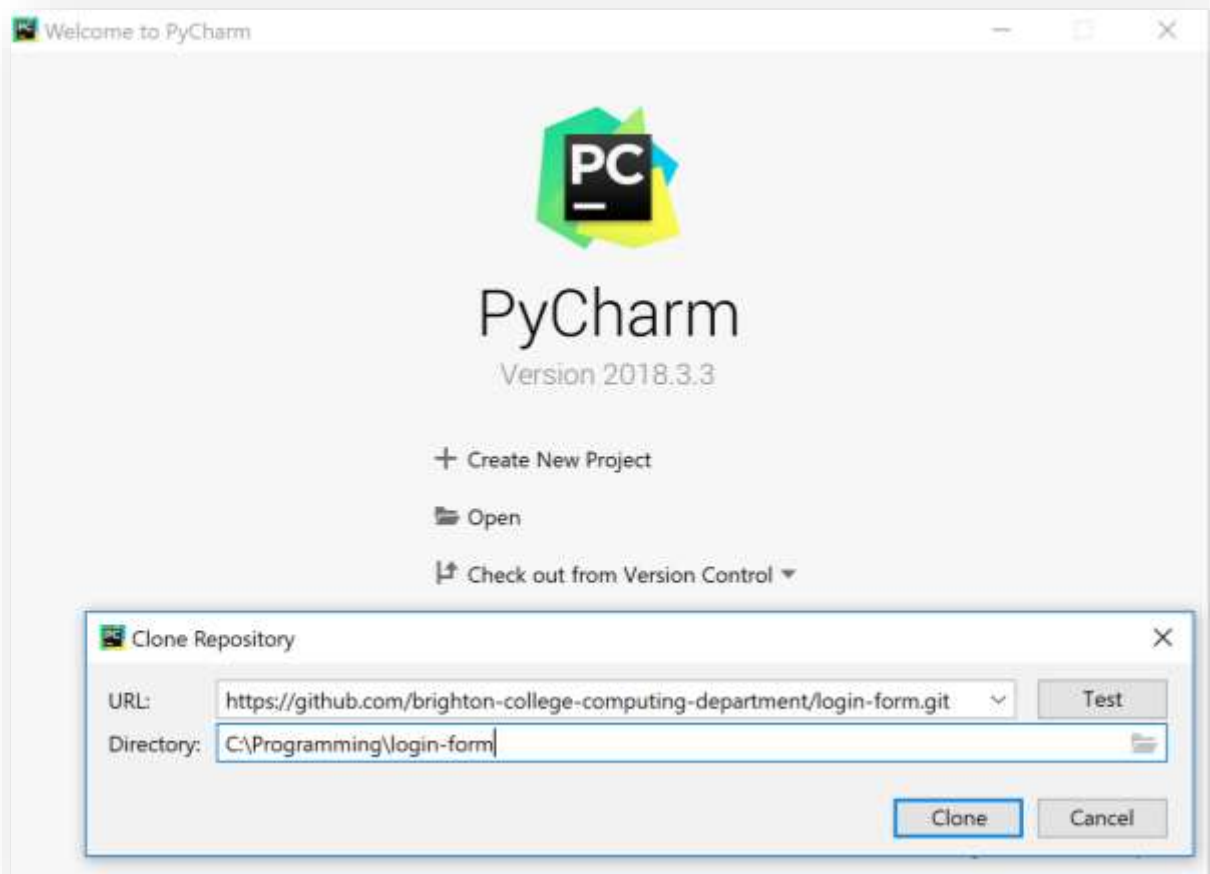 Welcome to PyCharm
PC
PyCharm
Version 2018.3.3
Create New Project
Open
Check out from Version Control
PC
Clone Repository
URL: https://github.com/brighton-college-computing-department/login-form.git Test
Directory: C:\Programming\login-form
Clone Cancel